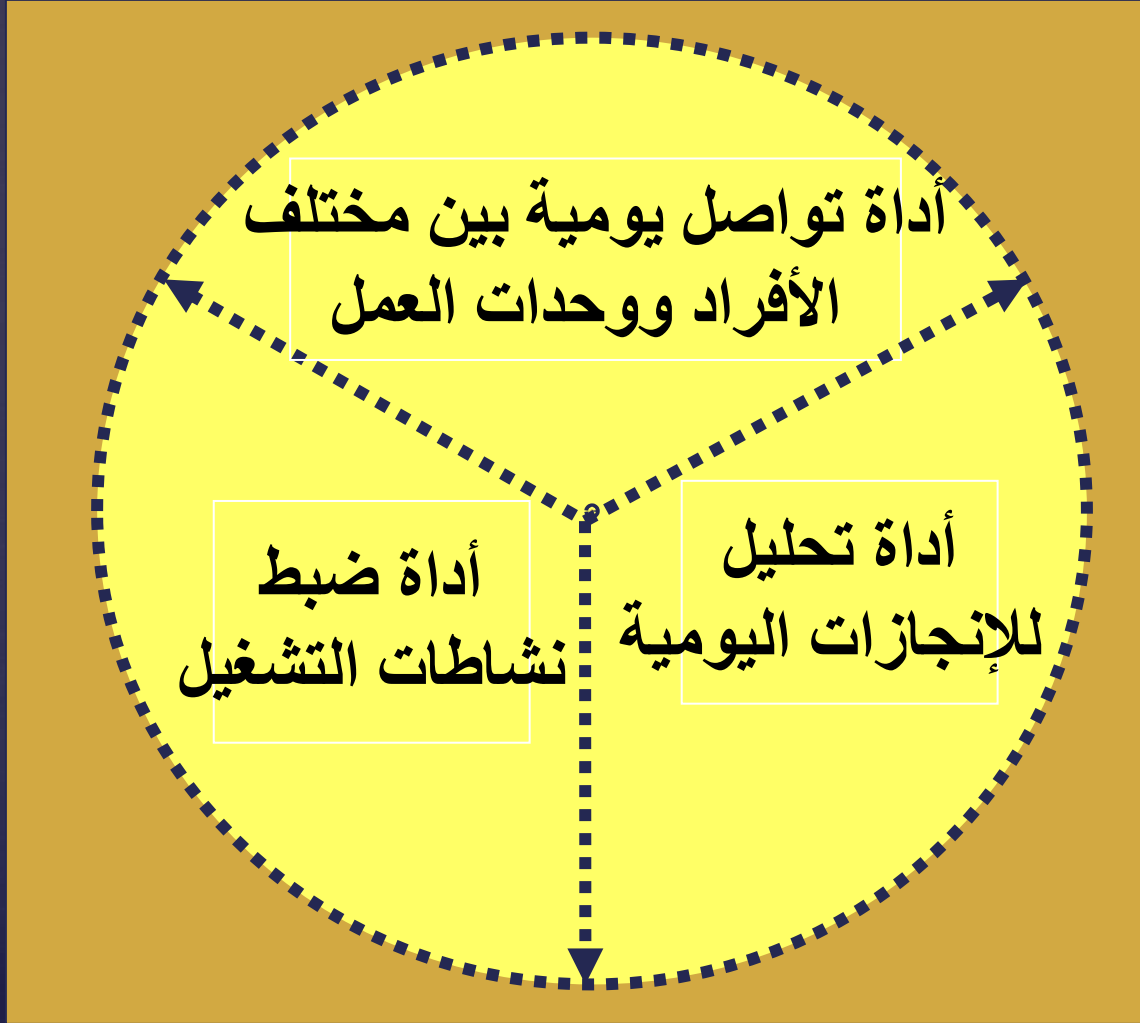 أداة تواصل يومية بين مختلف
الأفراد ووحدات العمل
أداة تحليل
للإنجازات اليومية
أداة ضبط
نشاطات التشغيل